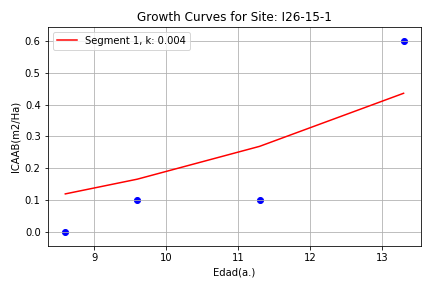 Growth Curves for Site: I26-15-1
Segment 1, k: 0.004
ICAAB(m2/Ha)
0.6
0.5
0.4
0.3
0.2
0.1
0.0
9 10 11 12 13
Edad(a.)